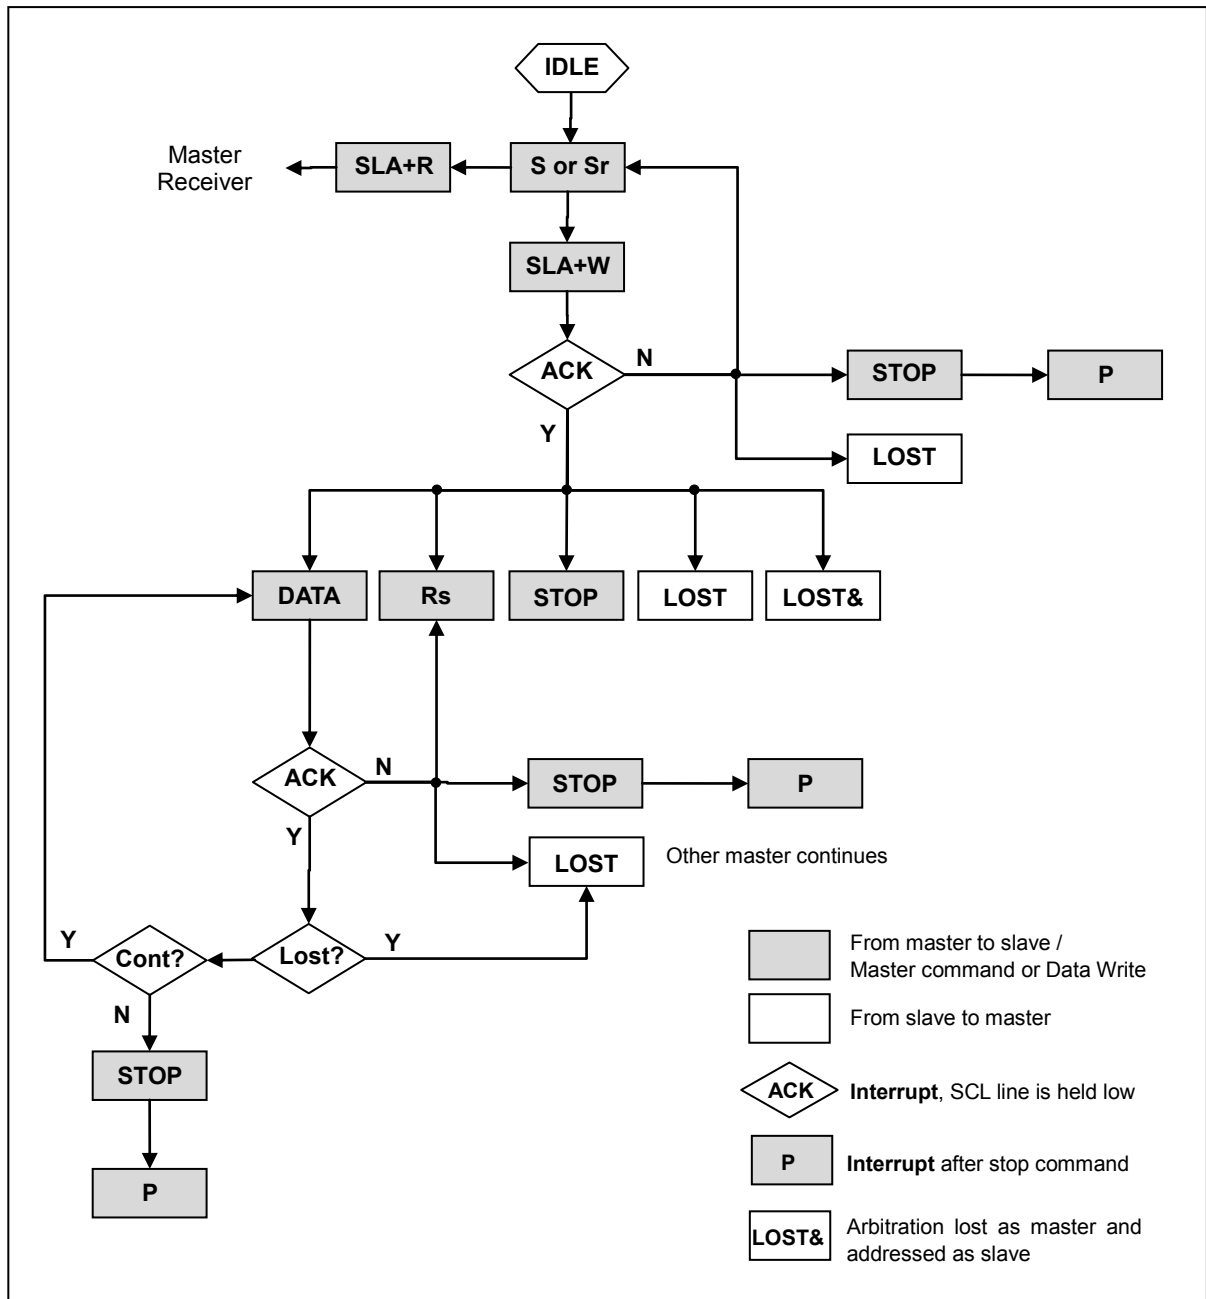 IDLE
Master
Receiver
SLA+R
S or Sr
SLA+W
ACK
N
STOP
P
Y
LOST
DATA
Rs
STOP
LOST
LOST&
ACK
N
STOP
P
Y
LOST
Other master continues
Y
Cont?
Lost?
Y
N
STOP
P
From master to slave /
Master command or Data Write
From slave to master
ACK
Interrupt, SCL line is held low
P
Interrupt after stop command
LOST&
Arbitration lost as master and
addressed as slave